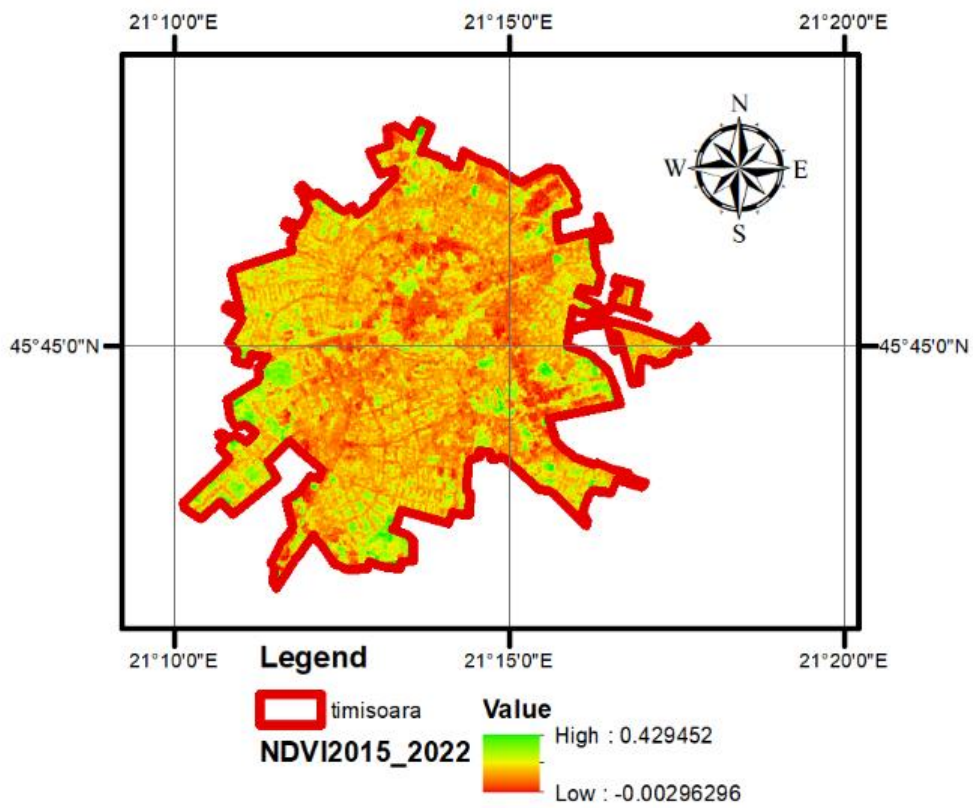 21°10'0"E 21°15'0"E 21°20'0"E
N
W E
S
45°45'0"N 45°45'0"N
21°10'0"E 21°15'0"E 21°20'0"E
Legend
timisoara
Value
NDVI2015_2022
High : 0.429452
Low : -0.00296296